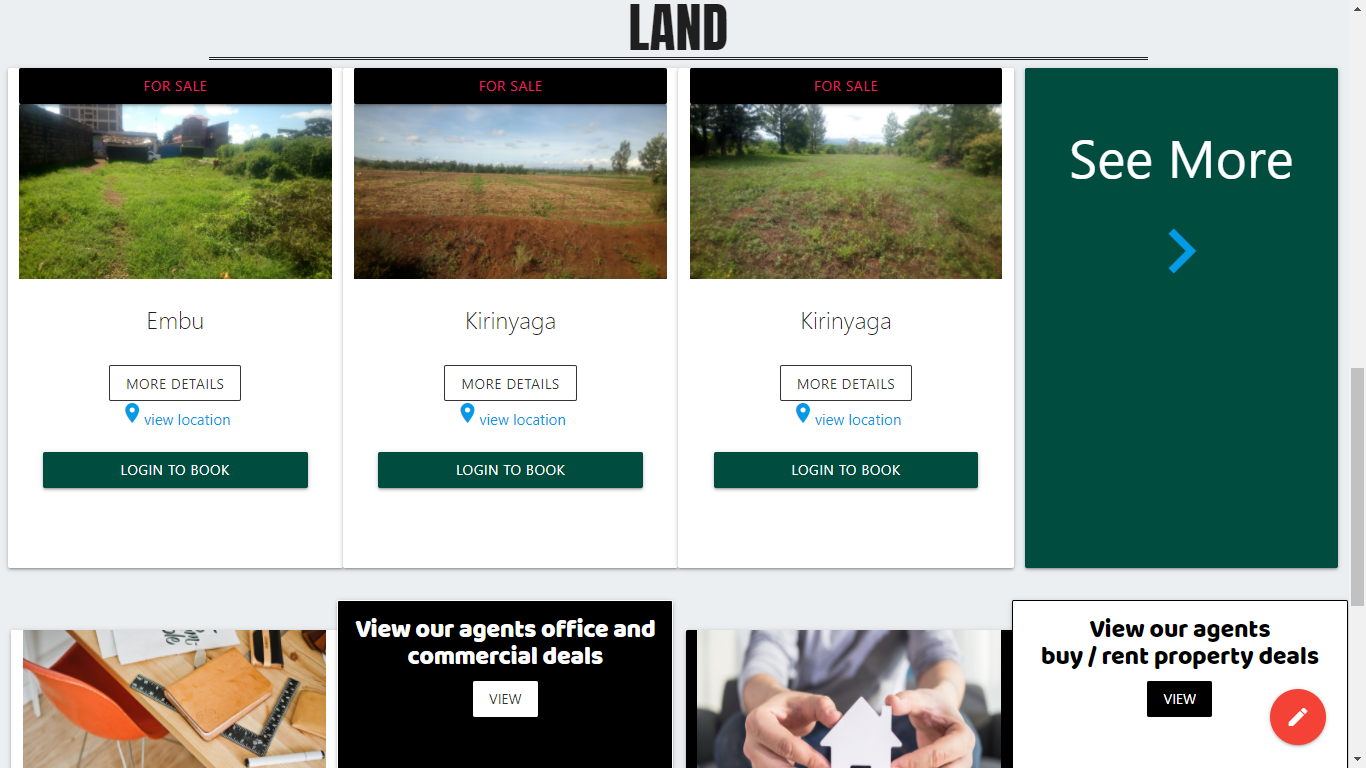 LAND
FOR SALE
Embu
MORE DETAILS
view location
LOGIN TO BOOK
FOR SALE
Kirinyaga
MORE DETAILS
view location
LOGIN TO BOOK
FOR SALE
Kirinyaga
MORE DETAILS
view location
LOGIN TO BOOK
See More
View our agents office and
commercial deals
VIEW
View our agents
buy / rent property deals
VIEW